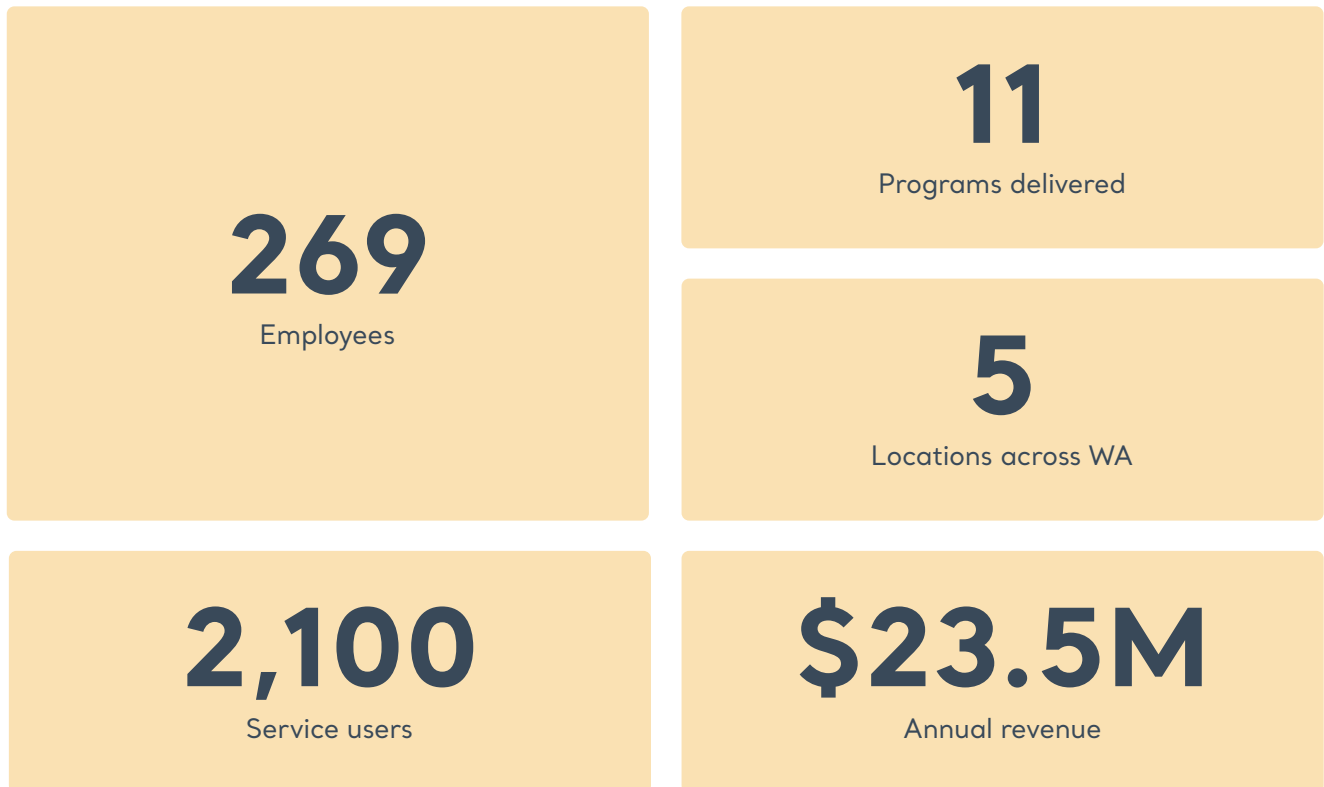 269
Employees
11
Programs delivered
5
Locations across WA
2,100
Service users
$23.5M
Annual revenue